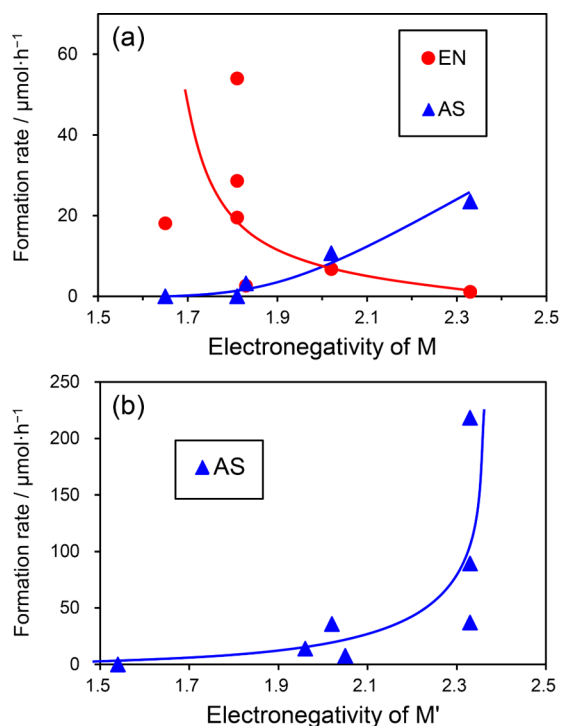 (a)
EN
AS
Formation rate / μmol·h⁻¹
60
40
20
0
1.5 1.7 1.9 2.1 2.3 2.5
Electronegativity of M
(b)
AS
Formation rate / μmol·h⁻¹
250
200
150
100
50
0
1.5 1.7 1.9 2.1 2.3 2.5
Electronegativity of M'